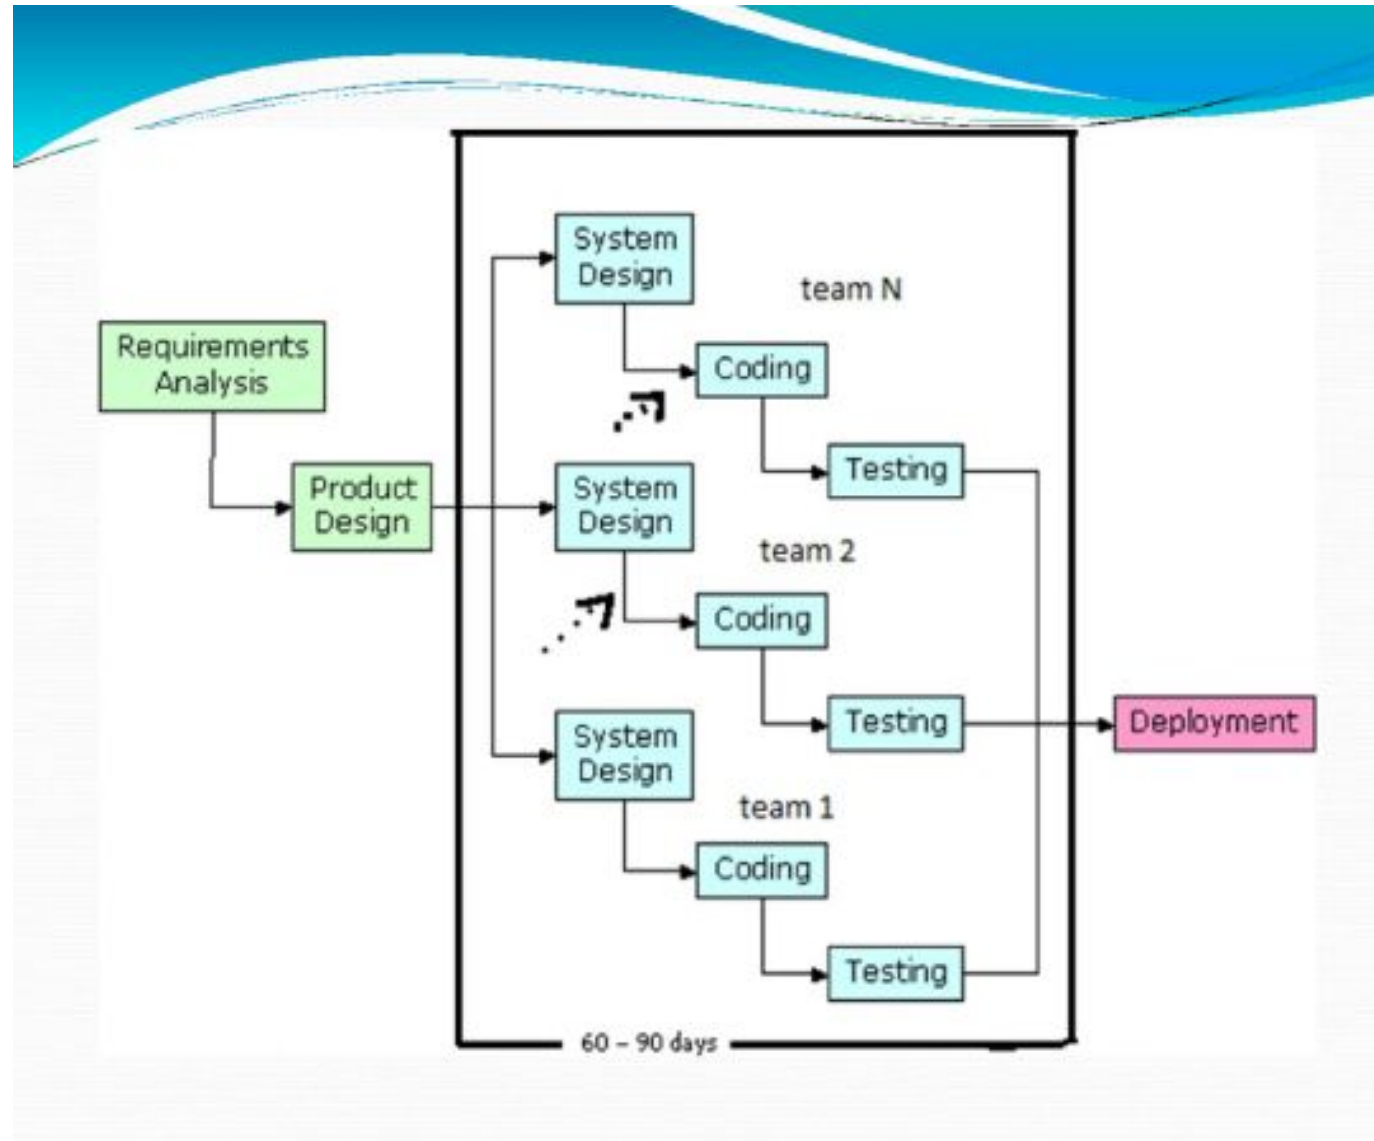 System
Design
team N
Requirements
Analysis
Coding
Testing
Product
Design
System
Design
team 2
Coding
Testing
Deployment
System
Design
team 1
Coding
Testing
60 – 90 days